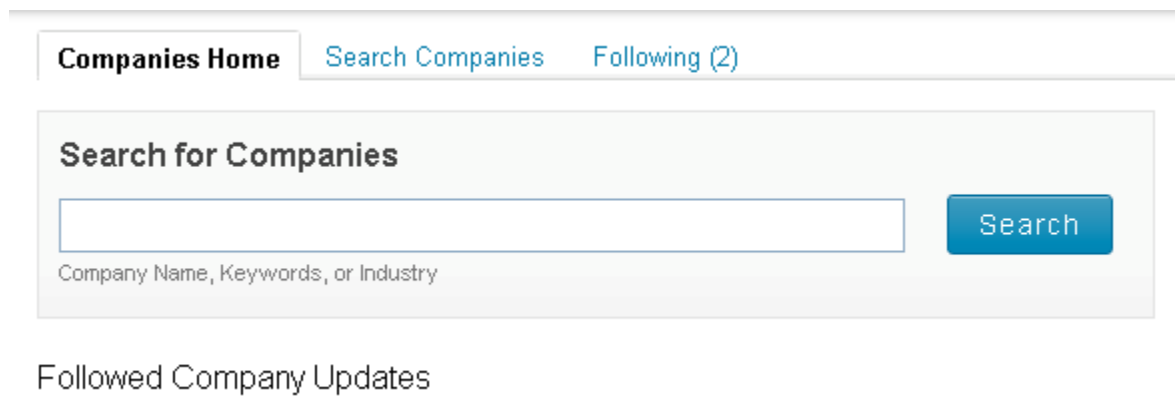 Companies Home Search Companies Following (2)
Search for Companies
Search
Company Name, Keywords, or Industry
Followed Company Updates